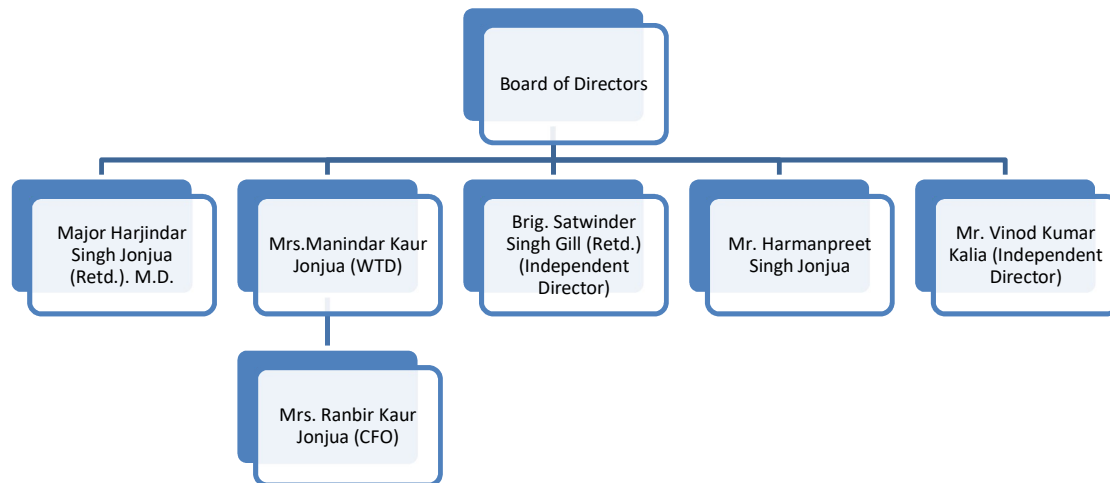 Board of Directors
Major Harjindar
Singh Jonjua
(Retd.). M.D.
Mrs.Manindar Kaur
Jonjua (WTD)
Brig. Satwinder
Singh Gill (Retd.)
(Independent
Director)
Mr. Harmanpreet
Singh Jonjua
Mr. Vinod Kumar
Kalia (Independent
Director)
Mrs. Ranbir Kaur
Jonjua (CFO)